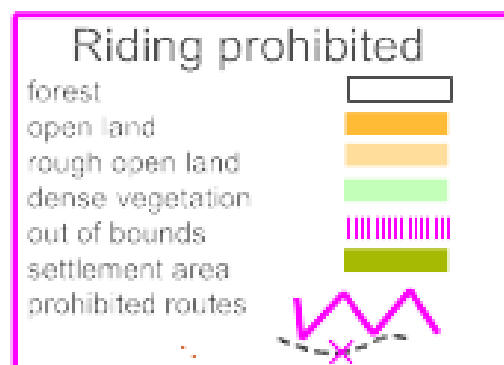 Riding prohibited
forest
open land
rough open land
dense vegetation
out of bounds
settlement area
prohibited routes